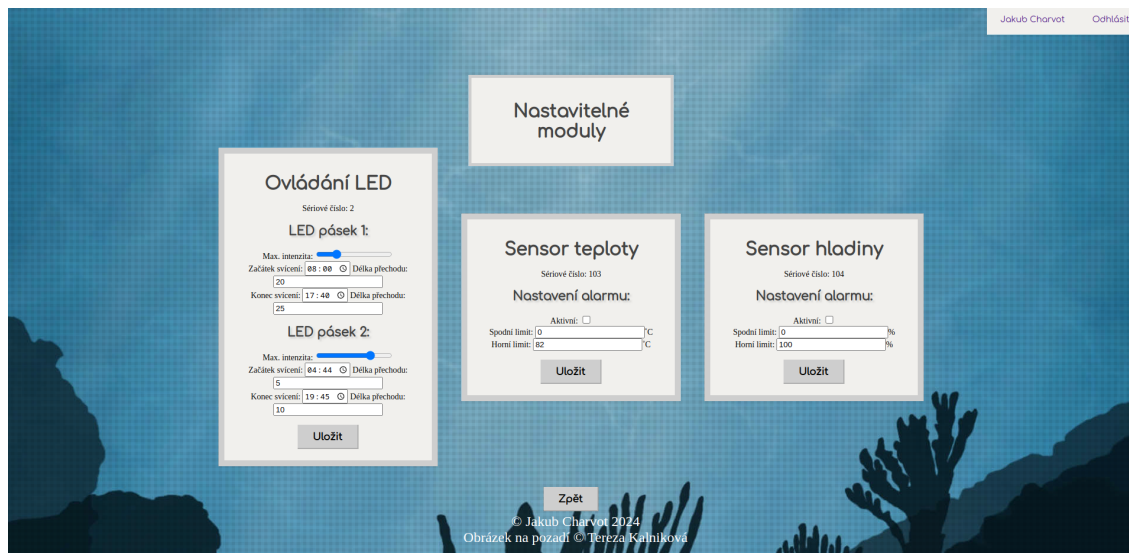 Jakub Charvot Odhlásit
Nastavitelné
moduly
Ovládání LED
Sériové číslo: 2
LED pásek 1:
Max. intenzita:
Začátek svícení: 08:00 Délka přechodu:
20
Konec svícení: 17:40 Délka přechodu:
25
LED pásek 2:
Max. intenzita:
Začátek svícení: 04:44 Délka přechodu:
5
Konec svícení: 19:45 Délka přechodu:
10
Uložit
Sensor teploty
Sériové číslo: 103
Nastavení alarmu:
Aktivní:
Spodní limit: 0 °C
Horní limit: 82 °C
Uložit
Sensor hladiny
Sériové číslo: 104
Nastavení alarmu:
Aktivní:
Spodní limit: 0 %
Horní limit: 100 %
Uložit
Zpět
© Jakub Charvot 2024
Obrázek na pozadí © Tereza Kalníková